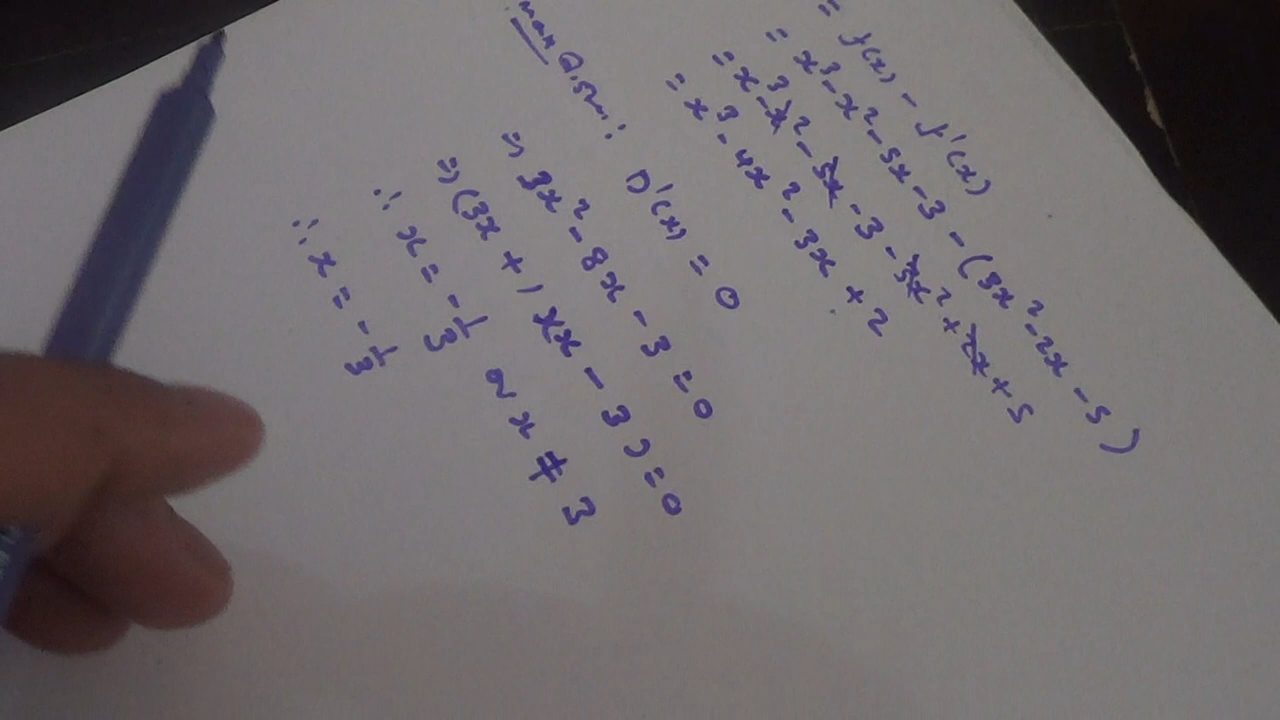 = f(x) - f'(x)
= x³ - x² - 5x - 3 - (3x² - 2x - 5)
= x³ - x² - 5x - 3 - 3x² + 2x + 5
= x³ - 4x² - 3x + 2
max
D'(x) = 0
⇒ 3x² - 8x - 3 = 0
⇒ (3x + 1)(x - 3) = 0
∴ x = -1/3 or x ≠ 3
∴ x = -1/3